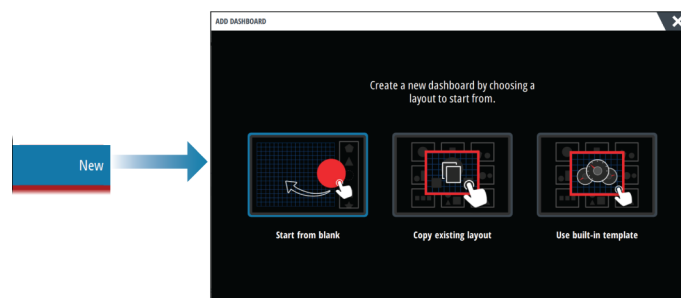 ADD DASHBOARD
Create a new dashboard by choosing a
layout to start from.
New
Start from blank
Copy existing layout
Use built-in template